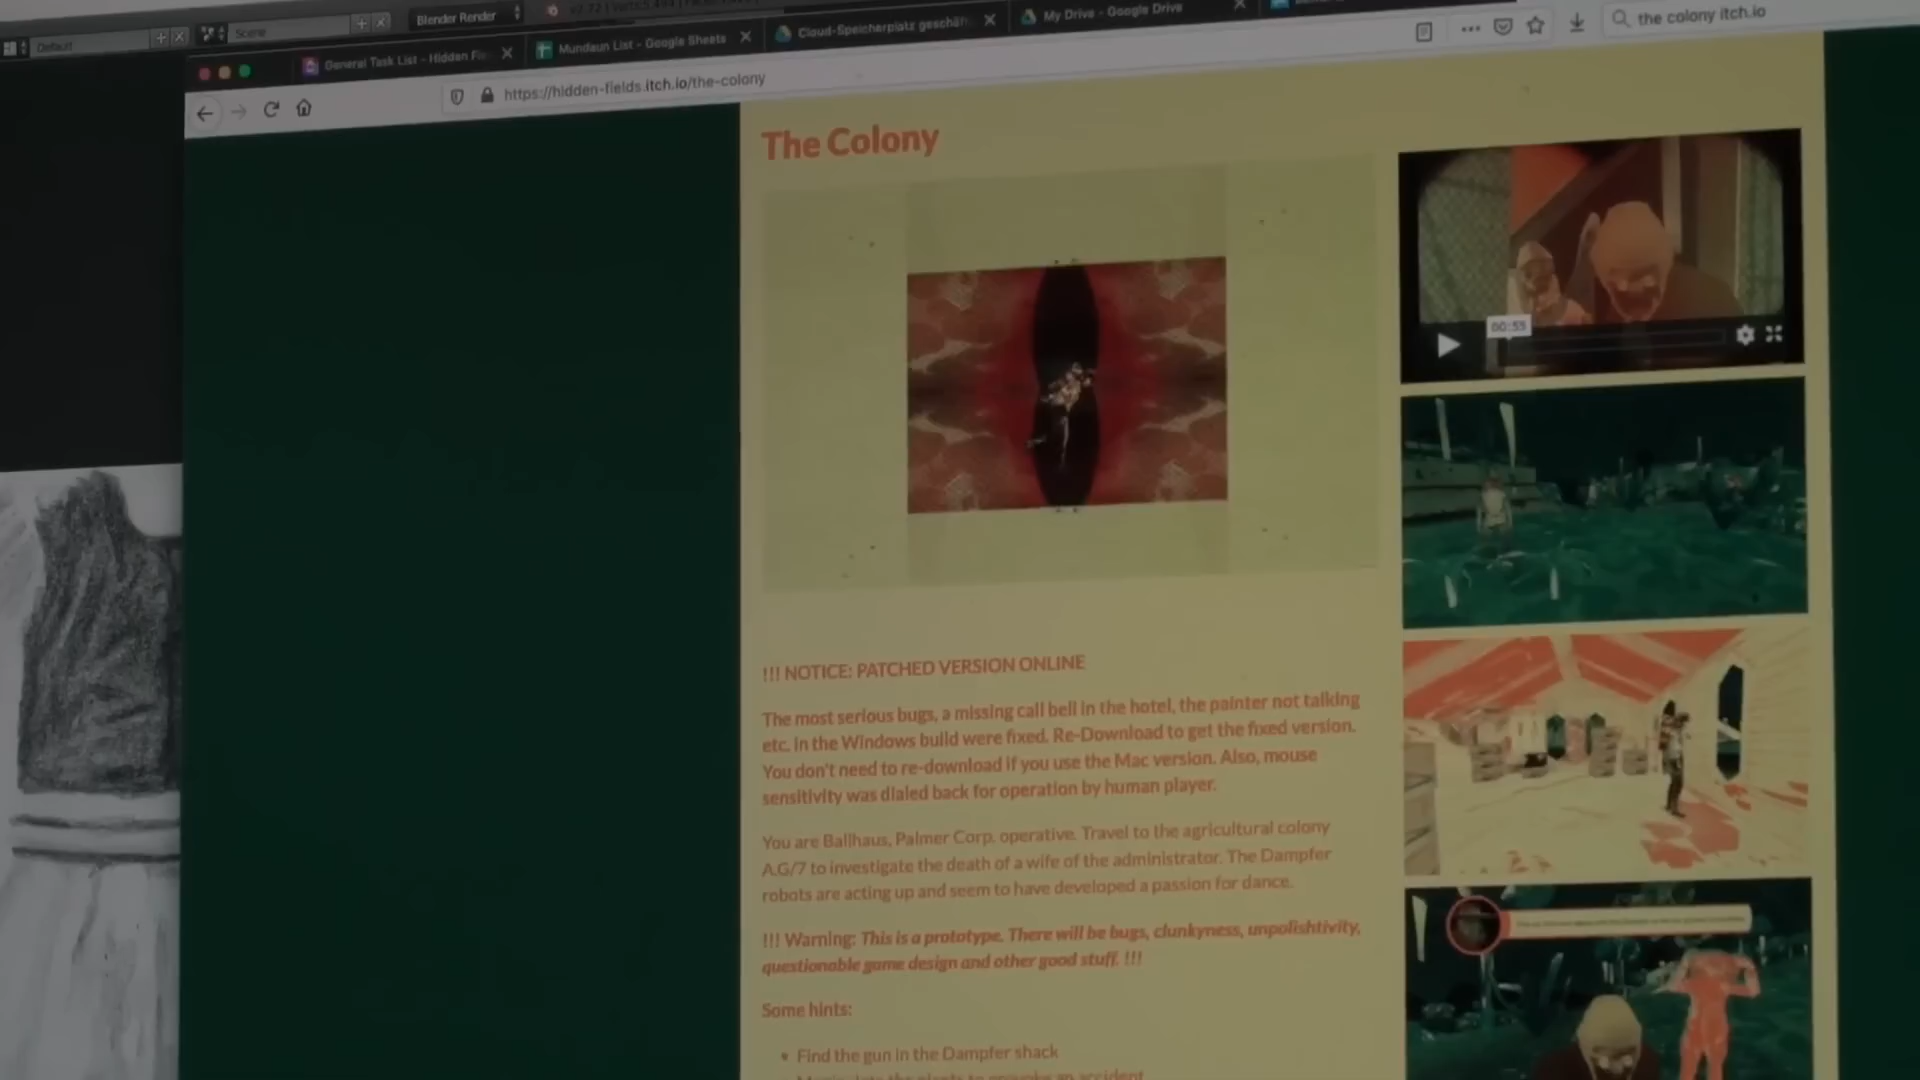 Default
Scene
Blender Render
General Task List - Hidden Fie
Mundaun List - Google Sheets
Cloud-Speicherplatz geschäft
My Drive - Google Drive
https://hidden-fields.itch.io/the-colony
the colony itch.io
The Colony
00:55
!!! NOTICE: PATCHED VERSION ONLINE
The most serious bugs, a missing call bell in the hotel, the painter not talking
etc. in the Windows build were fixed. Re-Download to get the fixed version.
You don't need to re-download if you use the Mac version. Also, mouse
sensitivity was dialed back for operation by human player.
You are Ballhaus, Palmer Corp. operative. Travel to the agricultural colony
A.G/7 to investigate the death of a wife of the administrator. The Dampfer
robots are acting up and seem to have developed a passion for dance.
!!! Warning: This is a prototype. There will be bugs, clunkyness, unpolishtivity,
questionable game design and other good stuff. !!!
Some hints:
• Find the gun in the Dampfer shack